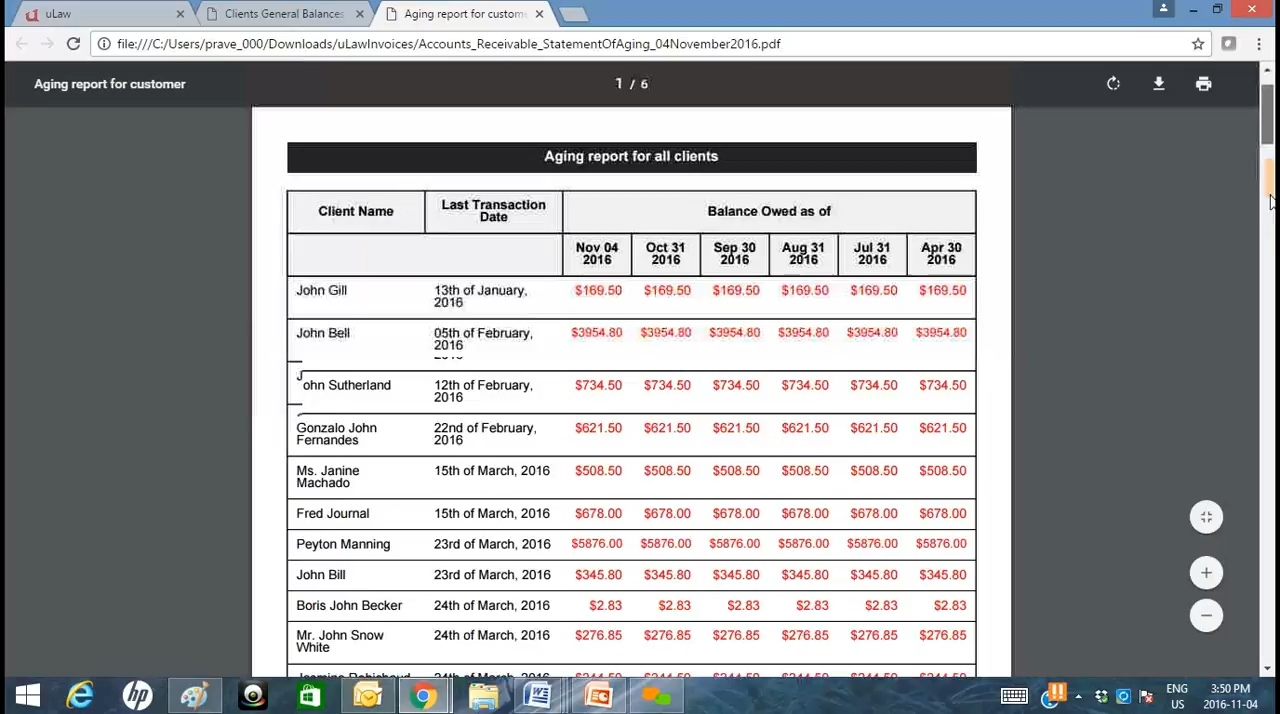 uLaw
Clients General Balances
Aging report for custom
file:///C:/Users/prave_000/Downloads/uLawInvoices/Accounts_Receivable_StatementOfAging_04November2016.pdf
Aging report for customer
1 / 6
Aging report for all clients
Client Name
Last Transaction
Date
Balance Owed as of
Nov 04
2016
Oct 31
2016
Sep 30
2016
Aug 31
2016
Jul 31
2016
Apr 30
2016
John Gill
13th of January,
2016
$169.50 $169.50 $169.50 $169.50 $169.50 $169.50
John Bell
05th of February,
2016
$3954.80 $3954.80 $3954.80 $3954.80 $3954.80 $3954.80
John Sutherland
12th of February,
2016
$734.50 $734.50 $734.50 $734.50 $734.50 $734.50
Gonzalo John
Fernandes
22nd of February,
2016
$621.50 $621.50 $621.50 $621.50 $621.50 $621.50
Ms. Janine
Machado
15th of March, 2016
$508.50 $508.50 $508.50 $508.50 $508.50 $508.50
Fred Journal 15th of March, 2016 $678.00 $678.00 $678.00 $678.00 $678.00 $678.00
Peyton Manning 23rd of March, 2016 $5876.00 $5876.00 $5876.00 $5876.00 $5876.00 $5876.00
John Bill 23rd of March, 2016 $345.80 $345.80 $345.80 $345.80 $345.80 $345.80
Boris John Becker 24th of March, 2016 $2.83 $2.83 $2.83 $2.83 $2.83 $2.83
Mr. John Snow
White
24th of March, 2016
$276.85 $276.85 $276.85 $276.85 $276.85 $276.85
ENG
US
3:50 PM
2016-11-04